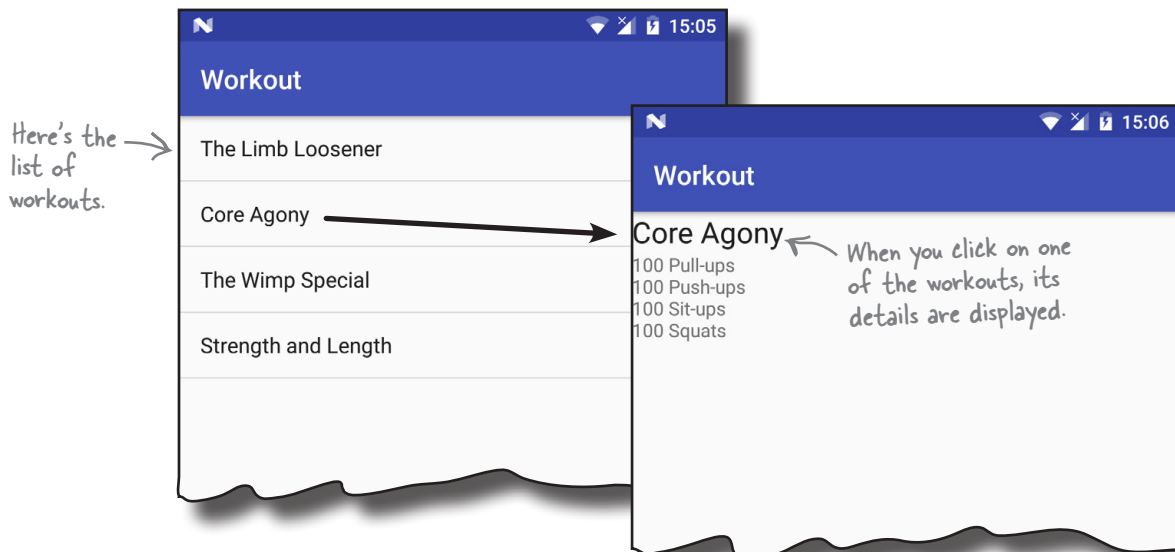 15:05
Workout
Here's the
list of
workouts.
The Limb Loosener
Core Agony
The Wimp Special
Strength and Length
15:06
Workout
Core Agony
100 Pull-ups
100 Push-ups
100 Sit-ups
100 Squats
When you click on one
of the workouts, its
details are displayed.